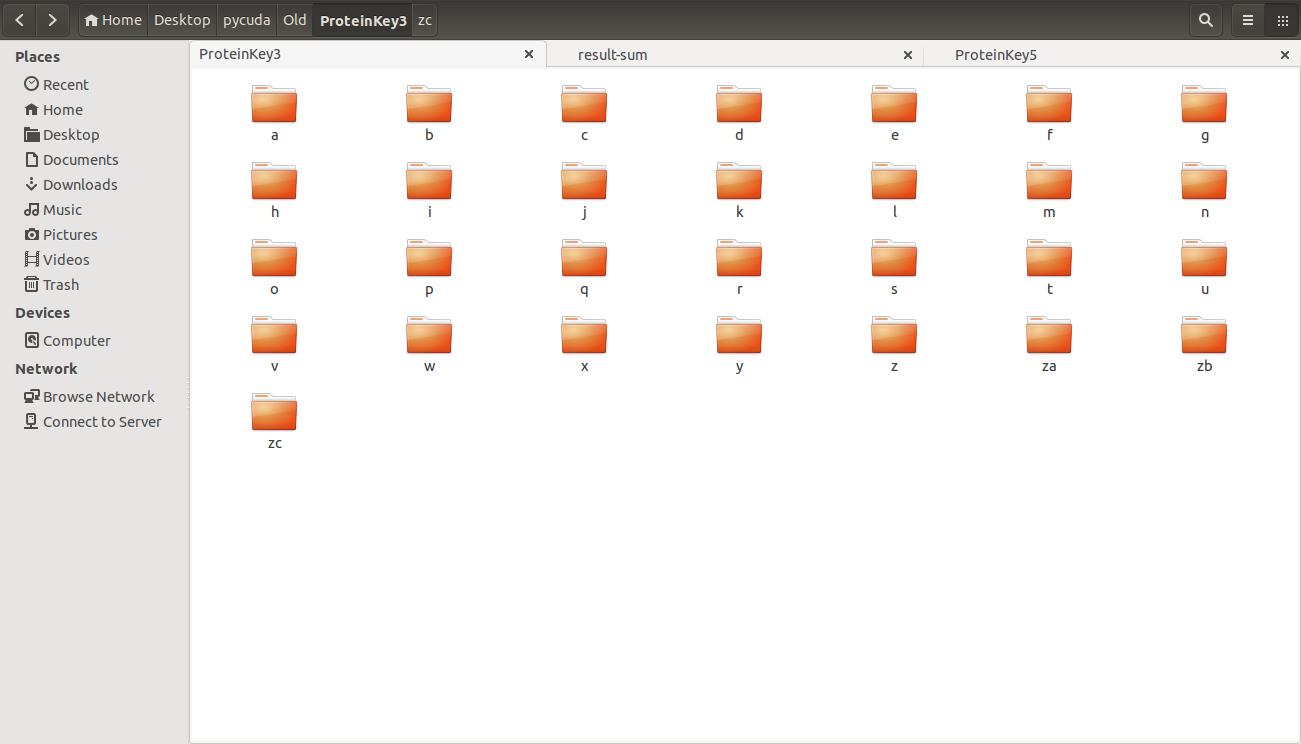 Home Desktop pycuda Old ProteinKey3 zc
Places
Recent
Home
Desktop
Documents
Downloads
Music
Pictures
Videos
Trash
Devices
Computer
Network
Browse Network
Connect to Server
ProteinKey3 result-sum ProteinKey5
a b c d e f g
h i j k l m n
o p q r s t u
v w x y z za zb
zc